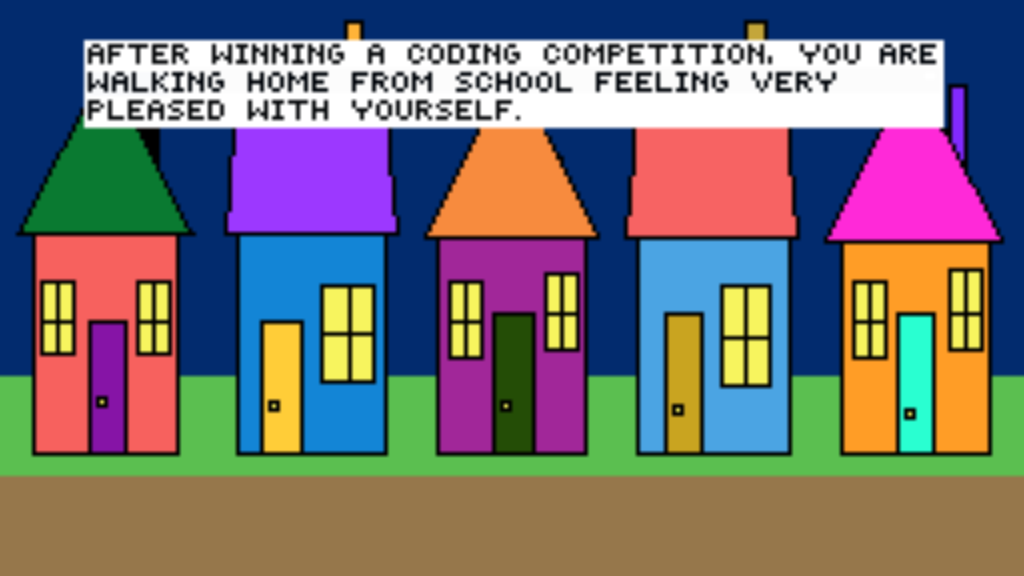 AFTER WINNING A CODING COMPETITION, YOU ARE
WALKING HOME FROM SCHOOL FEELING VERY
PLEASED WITH YOURSELF.